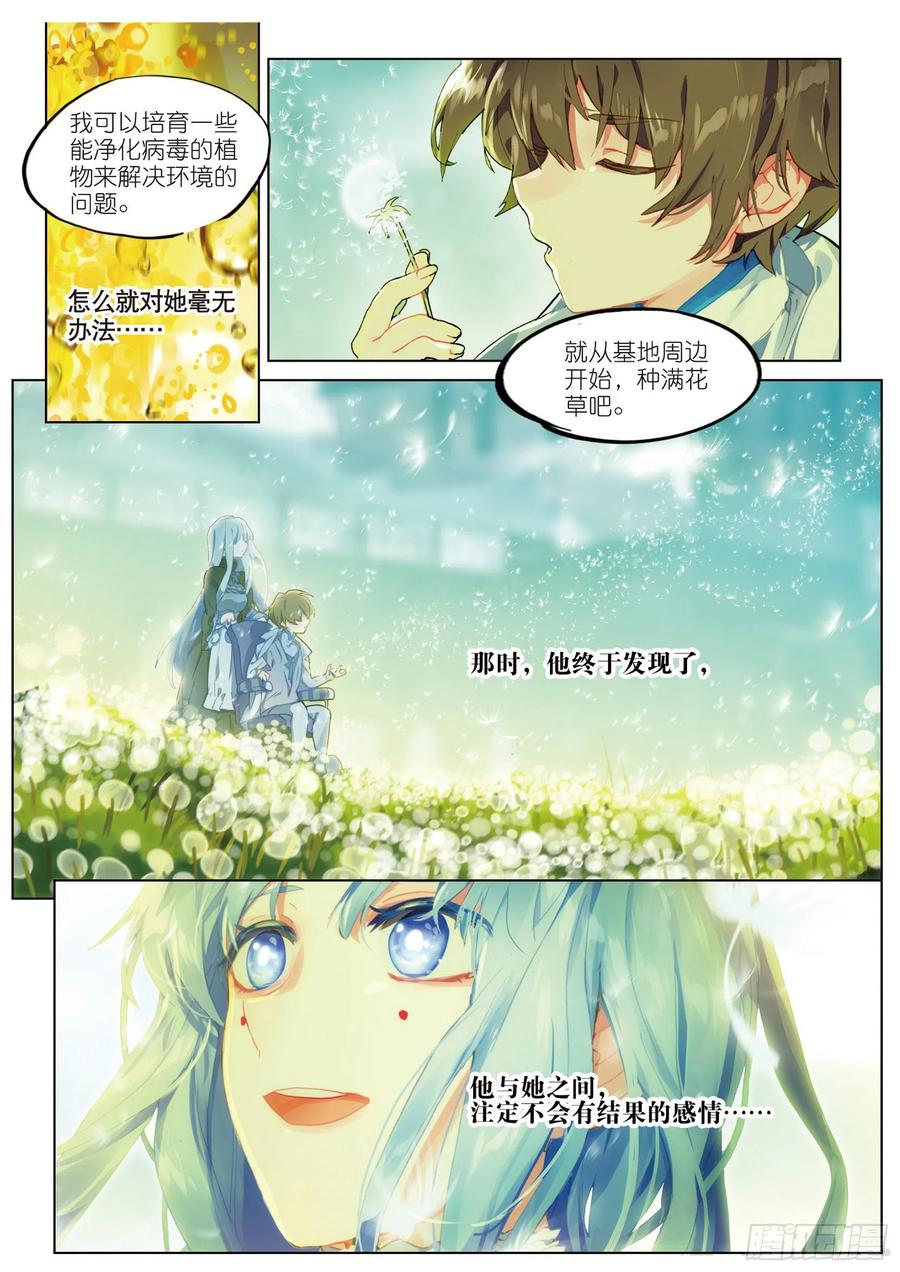 我可以培育一些
能净化病毒的植
物来解决环境的
问题。
怎么就对她毫无
办法……
就从基地周边
开始，种满花
草吧。
那时，他终于发现了，
他与她之间，
注定不会有结果的感情……
腾讯动漫